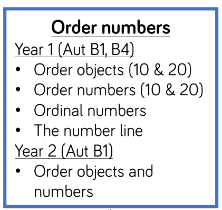 Order numbers
Year 1 (Aut B1, B4)
• Order objects (10 & 20)
• Order numbers (10 & 20)
• Ordinal numbers
• The number line
Year 2 (Aut B1)
• Order objects and
numbers